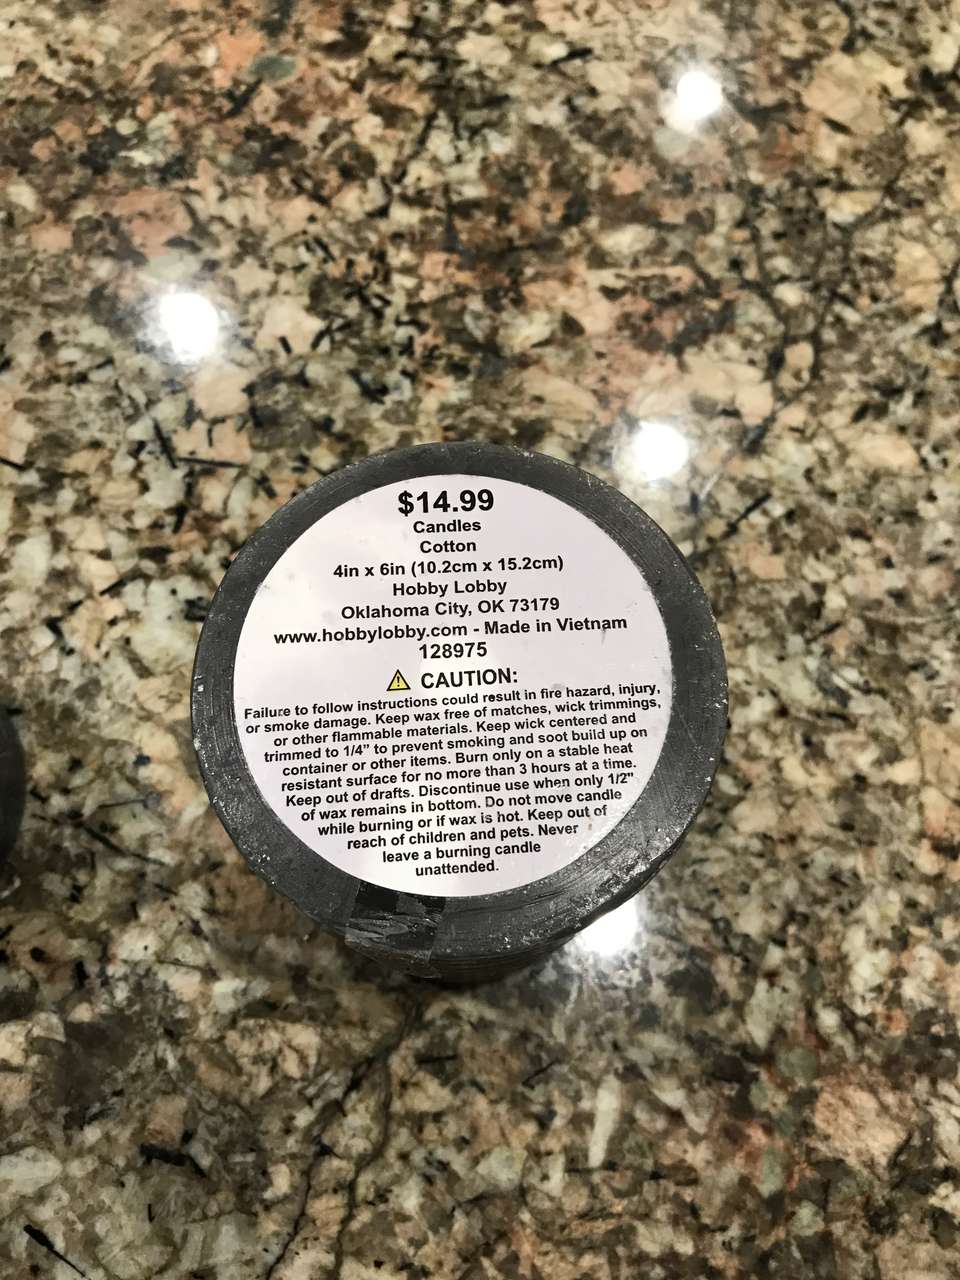 $14.99
Candles
Cotton
4in x 6in (10.2cm x 15.2cm)
Hobby Lobby
Oklahoma City, OK 73179
www.hobbylobby.com - Made in Vietnam
128975
CAUTION:
Failure to follow instructions could result in fire hazard, injury,
or smoke damage. Keep wax free of matches, wick trimmings,
or other flammable materials. Keep wick centered and
trimmed to 1/4” to prevent smoking and soot build up on
container or other items. Burn only on a stable heat
resistant surface for no more than 3 hours at a time.
Keep out of drafts. Discontinue use when only 1/2"
of wax remains in bottom. Do not move candle
while burning or if wax is hot. Keep out of
reach of children and pets. Never
leave a burning candle
unattended.